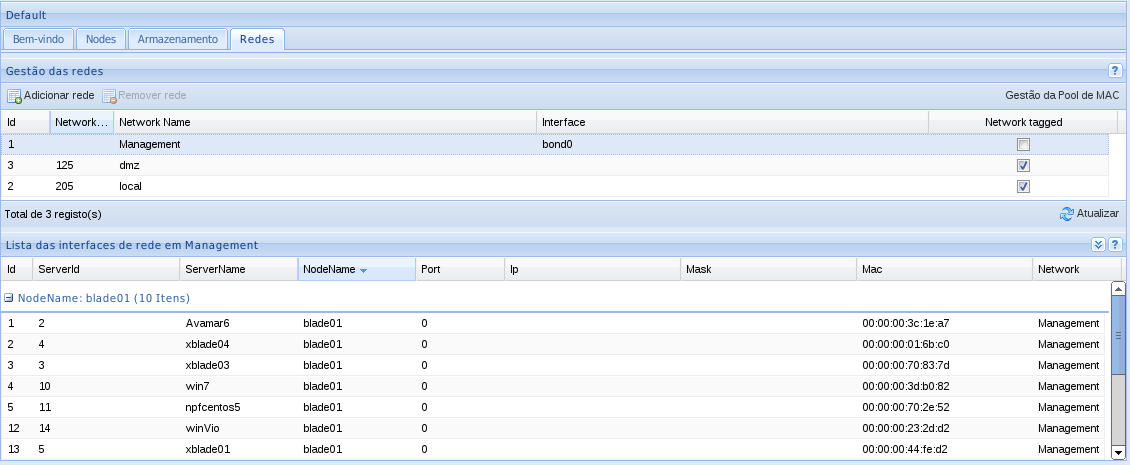 Default
Bem-vindo Nodes Armazenamento Redes
Gestão das redes ?
Adicionar rede Remover rede Gestão da Pool de MAC
Id Network... Network Name Interface Network tagged
1 Management bond0
3 125 dmz
2 205 local
Total de 3 registo(s) Atualizar
Lista das interfaces de rede em Management ?
Id ServerId ServerName NodeName Port Ip Mask Mac Network
NodeName: blade01 (10 Itens)
1 2 Avamar6 blade01 0 00:00:00:3c:1e:a7 Management
2 4 xblade04 blade01 0 00:00:00:01:6b:c0 Management
3 3 xblade03 blade01 0 00:00:00:70:83:7d Management
4 10 win7 blade01 0 00:00:00:3d:b0:82 Management
5 11 npfcentos5 blade01 0 00:00:00:70:2e:52 Management
12 14 winVio blade01 0 00:00:00:23:2d:d2 Management
13 5 xblade01 blade01 0 00:00:00:44:fe:d2 Management